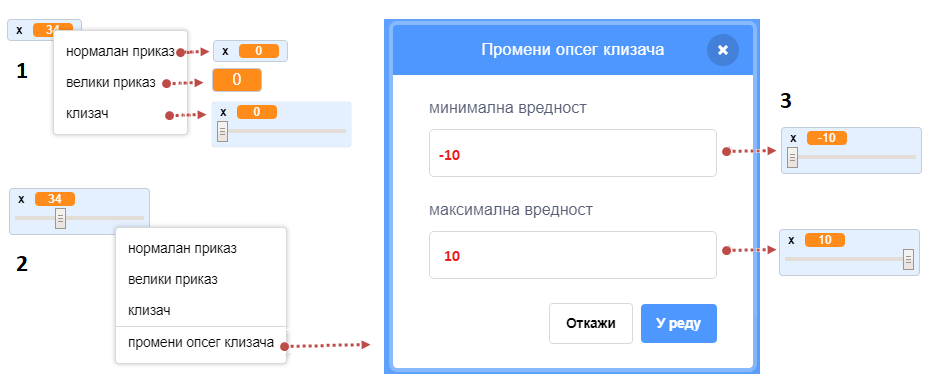 x 34
1
нормалан приказ
велики приказ
клизач
x 0
0
x 0
x 34
2
нормалан приказ
велики приказ
клизач
промени опсег клизача
Промени опсег клизача
минимална вредност
-10
максимална вредност
10
Откажи У реду
3
x -10
x 10